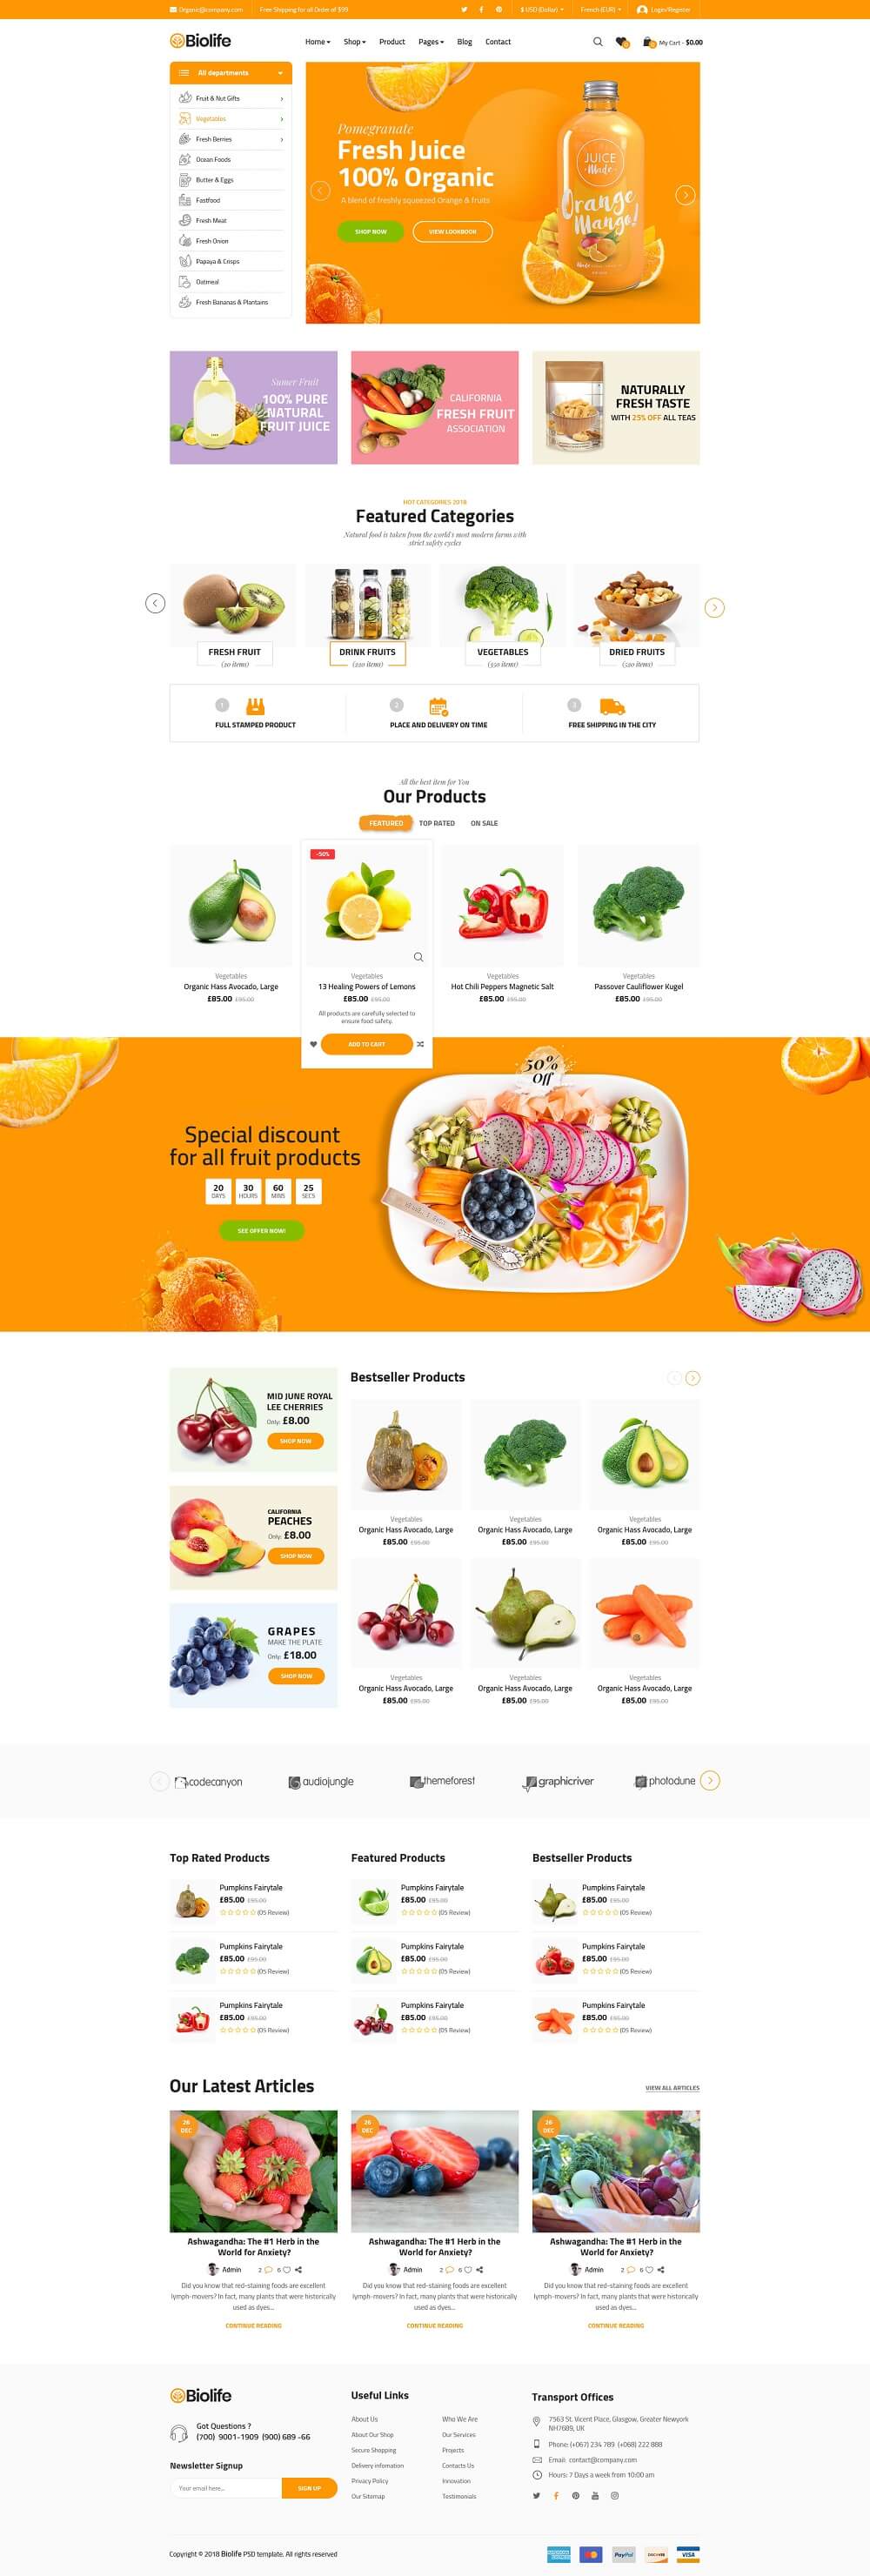 Organic@company.com
Free Shipping for all Order of $99
$ USD (Dollar)
French (EUR)
Login/Register
Biolife
Home
Shop
Product
Pages
Blog
Contact
My Cart - $0.00
All departments
Fruit & Nut Gifts
Vegetables
Fresh Berries
Ocean Foods
Butter & Eggs
Fastfood
Fresh Meat
Fresh Onion
Papaya & Crisps
Oatmeal
Fresh Bananas & Plantains
Pomegranate
Fresh Juice
100% Organic
A blend of freshly squeezed Orange & fruits
SHOP NOW
VIEW LOOKBOOK
JUICE
Made
Orange
Mango!
Sumer Fruit
100% PURE
NATURAL
FRUIT JUICE
CALIFORNIA
FRESH FRUIT
ASSOCIATION
NATURALLY
FRESH TASTE
WITH 25% OFF ALL TEAS
HOT CATEGORIES 2018
Featured Categories
Natural food is taken from the world's most modern farms with
strict safety cycles
FRESH FRUIT
(20 items)
DRINK FRUITS
(220 items)
VEGETABLES
(350 items)
DRIED FRUITS
(520 items)
1
FULL STAMPED PRODUCT
2
PLACE AND DELIVERY ON TIME
3
FREE SHIPPING IN THE CITY
All the best item for You
Our Products
FEATURED
TOP RATED
ON SALE
-50%
Vegetables
Organic Hass Avocado, Large
£85.00 £95.00
Vegetables
13 Healing Powers of Lemons
£85.00 £95.00
All products are carefully selected to
ensure food safety.
ADD TO CART
Vegetables
Hot Chili Peppers Magnetic Salt
£85.00 £95.00
Vegetables
Passover Cauliflower Kugel
£85.00 £95.00
50%
Off
Special discount
for all fruit products
20
DAYS
30
HOURS
60
MINS
25
SECS
SEE OFFER NOW!
MID JUNE ROYAL
LEE CHERRIES
Only: £8.00
SHOP NOW
CALIFORNIA
PEACHES
Only: £8.00
SHOP NOW
GRAPES
MAKE THE PLATE
Only: £18.00
SHOP NOW
Bestseller Products
Vegetables
Organic Hass Avocado, Large
£85.00 £95.00
Vegetables
Organic Hass Avocado, Large
£85.00 £95.00
Vegetables
Organic Hass Avocado, Large
£85.00 £95.00
Vegetables
Organic Hass Avocado, Large
£85.00 £95.00
Vegetables
Organic Hass Avocado, Large
£85.00 £95.00
Vegetables
Organic Hass Avocado, Large
£85.00 £95.00
codecanyon
audiojungle
themeforest
graphicriver
photodune
Top Rated Products
Pumpkins Fairytale
£85.00 £95.00
(05 Review)
Pumpkins Fairytale
£85.00 £95.00
(05 Review)
Pumpkins Fairytale
£85.00 £95.00
(05 Review)
Featured Products
Pumpkins Fairytale
£85.00 £95.00
(05 Review)
Pumpkins Fairytale
£85.00 £95.00
(05 Review)
Pumpkins Fairytale
£85.00 £95.00
(05 Review)
Bestseller Products
Pumpkins Fairytale
£85.00 £95.00
(05 Review)
Pumpkins Fairytale
£85.00 £95.00
(05 Review)
Pumpkins Fairytale
£85.00 £95.00
(05 Review)
Our Latest Articles
VIEW ALL ARTICLES
26
DEC
Ashwagandha: The #1 Herb in the
World for Anxiety?
Admin 2 6
Did you know that red-staining foods are excellent
lymph-movers? In fact, many plants that were historically
used as dyes...
CONTINUE READING
26
DEC
Ashwagandha: The #1 Herb in the
World for Anxiety?
Admin 2 6
Did you know that red-staining foods are excellent
lymph-movers? In fact, many plants that were historically
used as dyes...
CONTINUE READING
26
DEC
Ashwagandha: The #1 Herb in the
World for Anxiety?
Admin 2 6
Did you know that red-staining foods are excellent
lymph-movers? In fact, many plants that were historically
used as dyes...
CONTINUE READING
Biolife
Got Questions ?
(700) 9001-1909 (900) 689 -66
Newsletter Signup
Your email here...
SIGN UP
Useful Links
About Us
About Our Shop
Secure Shopping
Delivery infomation
Privacy Policy
Our Sitemap
Who We Are
Our Services
Projects
Contacts Us
Innovation
Testimonials
Transport Offices
7563 St. Vicent Place, Glasgow, Greater Newyork
NH7689, UK
Phone: (+067) 234 789 (+068) 222 888
Email: contact@company.com
Hours: 7 Days a week from 10:00 am
Copyright © 2018 Biolife PSD template. All rights reserved
PayPal
DISCOVER
VISA